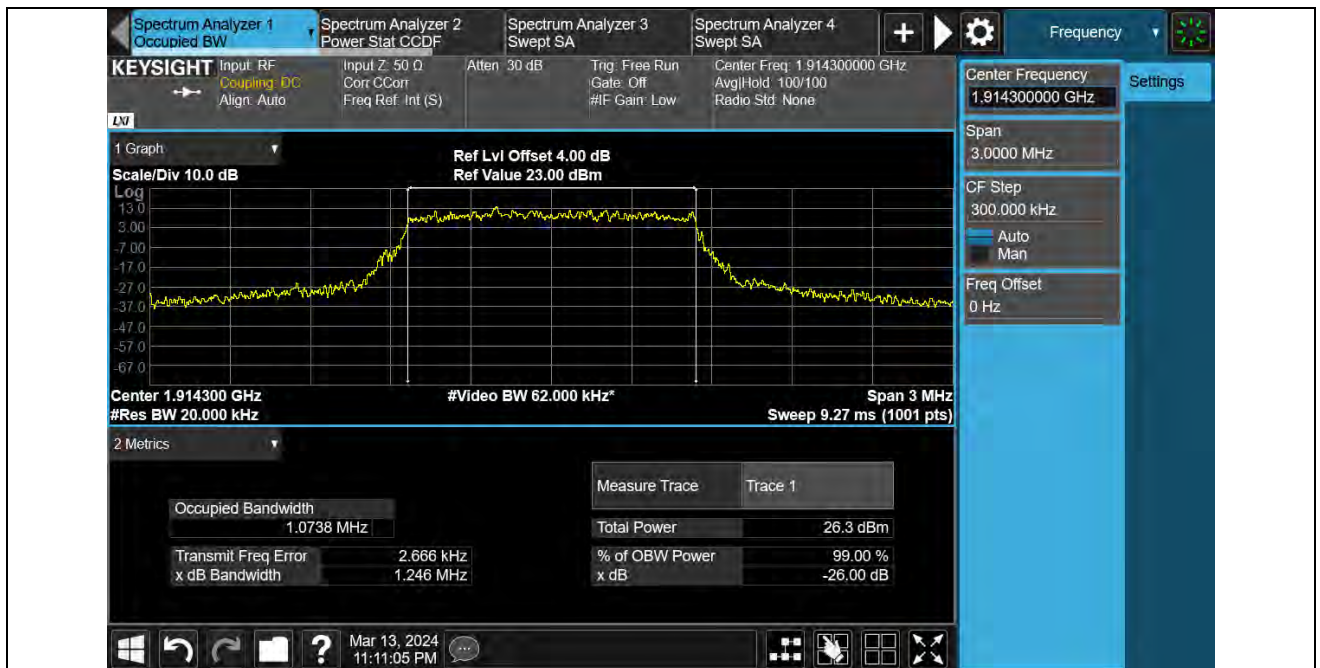 Spectrum Analyzer 1
Occupied BW
Spectrum Analyzer 2
Power Stat CCDF
Spectrum Analyzer 3
Swept SA
Spectrum Analyzer 4
Swept SA
+
Frequency
KEYSIGHT
LXI
Input: RF
Coupling: DC
Align: Auto
Input Z: 50 Ω
Corr CCorr
Freq Ref: Int (S)
Atten: 30 dB
Trig: Free Run
Gate: Off
#IF Gain: Low
Center Freq: 1.914300000 GHz
Avg|Hold: 100/100
Radio Std: None
Center Frequency
1.914300000 GHz
Settings
Span
3.0000 MHz
CF Step
300.000 kHz
Auto
Man
Freq Offset
0 Hz
1 Graph
Scale/Div 10.0 dB
Ref Lvl Offset 4.00 dB
Ref Value 23.00 dBm
Log
13.0
3.00
-7.00
-17.0
-27.0
-37.0
-47.0
-57.0
-67.0
Center 1.914300 GHz
#Res BW 20.000 kHz
#Video BW 62.000 kHz*
Span 3 MHz
Sweep 9.27 ms (1001 pts)
2 Metrics
Measure Trace Trace 1
Occupied Bandwidth
1.0738 MHz
Total Power 26.3 dBm
Transmit Freq Error 2.666 kHz
% of OBW Power 99.00 %
x dB Bandwidth 1.246 MHz
x dB -26.00 dB
?
Mar 13, 2024
11:11:05 PM